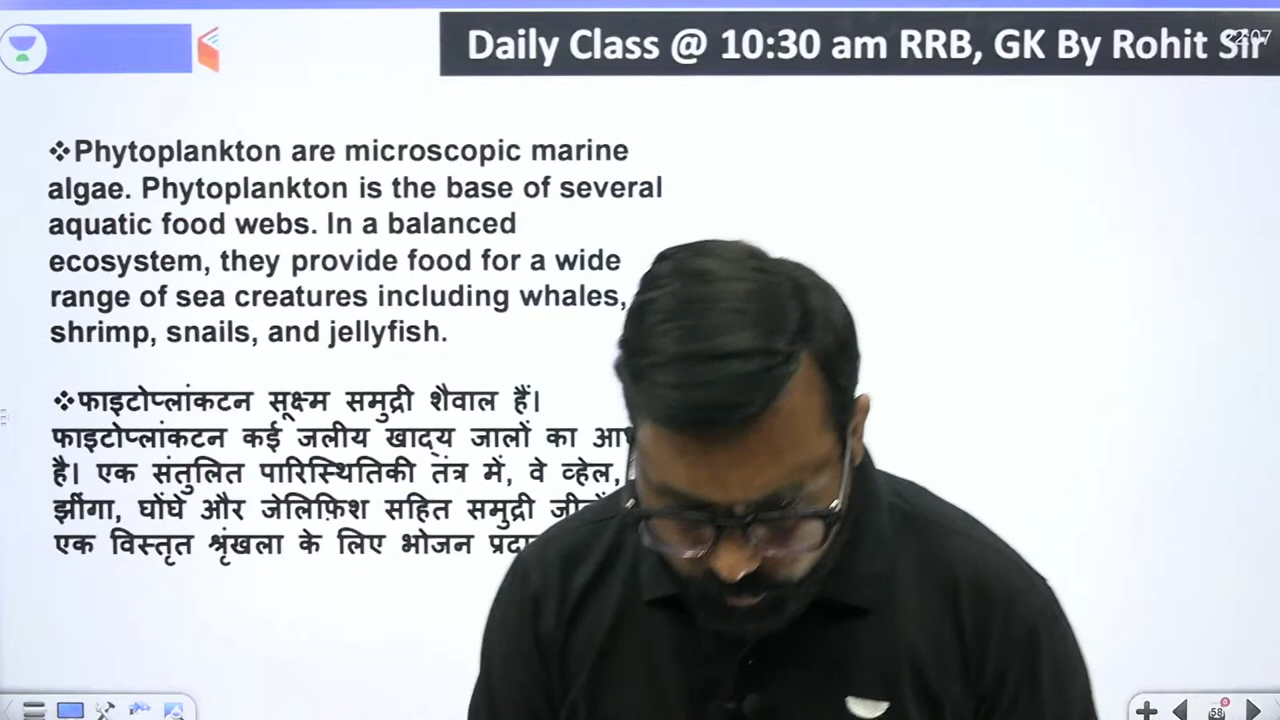 Daily Class @ 10:30 am RRB, GK By Rohit Sir
❖Phytoplankton are microscopic marine
algae. Phytoplankton is the base of several
aquatic food webs. In a balanced
ecosystem, they provide food for a wide
range of sea creatures including whales,
shrimp, snails, and jellyfish.
❖फाइटोप्लांकटन सूक्ष्म समुद्री शैवाल हैं।
फाइटोप्लांकटन कई जलीय खाद्य जालों का
है। एक संतुलित पारिस्थितिकी तंत्र में, वे व्हेल,
झींगा, घोंघे और जेलिफ़िश सहित समुद्री
एक विस्तृत श्रृंखला के लिए भोजन
58